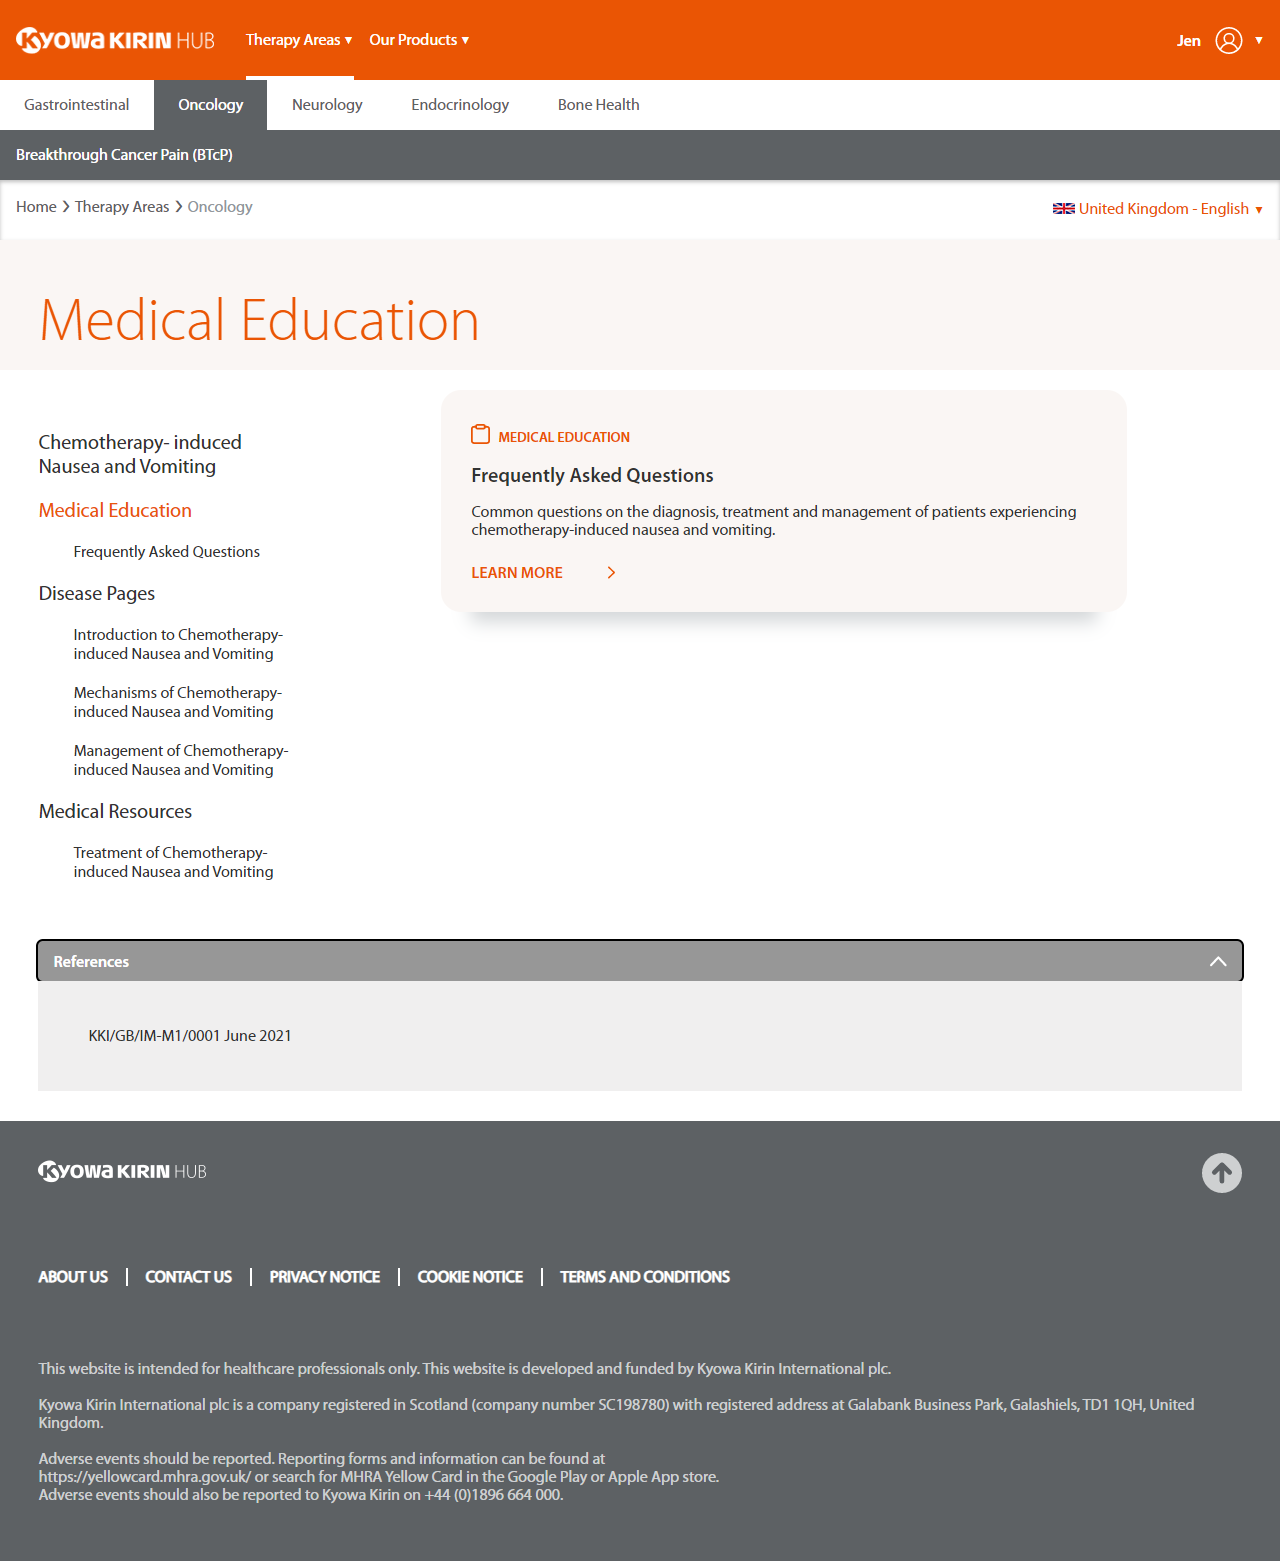 KYOWA KIRIN HUB
Therapy Areas ▼ Our Products ▼
Jen ▼
Gastrointestinal Oncology Neurology Endocrinology Bone Health
Breakthrough Cancer Pain (BTcP)
Home > Therapy Areas > Oncology
United Kingdom - English ▼
Medical Education
Chemotherapy- induced
Nausea and Vomiting
Medical Education
Frequently Asked Questions
Disease Pages
Introduction to Chemotherapy-
induced Nausea and Vomiting
Mechanisms of Chemotherapy-
induced Nausea and Vomiting
Management of Chemotherapy-
induced Nausea and Vomiting
Medical Resources
Treatment of Chemotherapy-
induced Nausea and Vomiting
MEDICAL EDUCATION
Frequently Asked Questions
Common questions on the diagnosis, treatment and management of patients experiencing
chemotherapy-induced nausea and vomiting.
LEARN MORE
References
KKI/GB/IM-M1/0001 June 2021
KYOWA KIRIN HUB
ABOUT US | CONTACT US | PRIVACY NOTICE | COOKIE NOTICE | TERMS AND CONDITIONS
This website is intended for healthcare professionals only. This website is developed and funded by Kyowa Kirin International plc.
Kyowa Kirin International plc is a company registered in Scotland (company number SC198780) with registered address at Galabank Business Park, Galashiels, TD1 1QH, United
Kingdom.
Adverse events should be reported. Reporting forms and information can be found at
https://yellowcard.mhra.gov.uk/ or search for MHRA Yellow Card in the Google Play or Apple App store.
Adverse events should also be reported to Kyowa Kirin on +44 (0)1896 664 000.